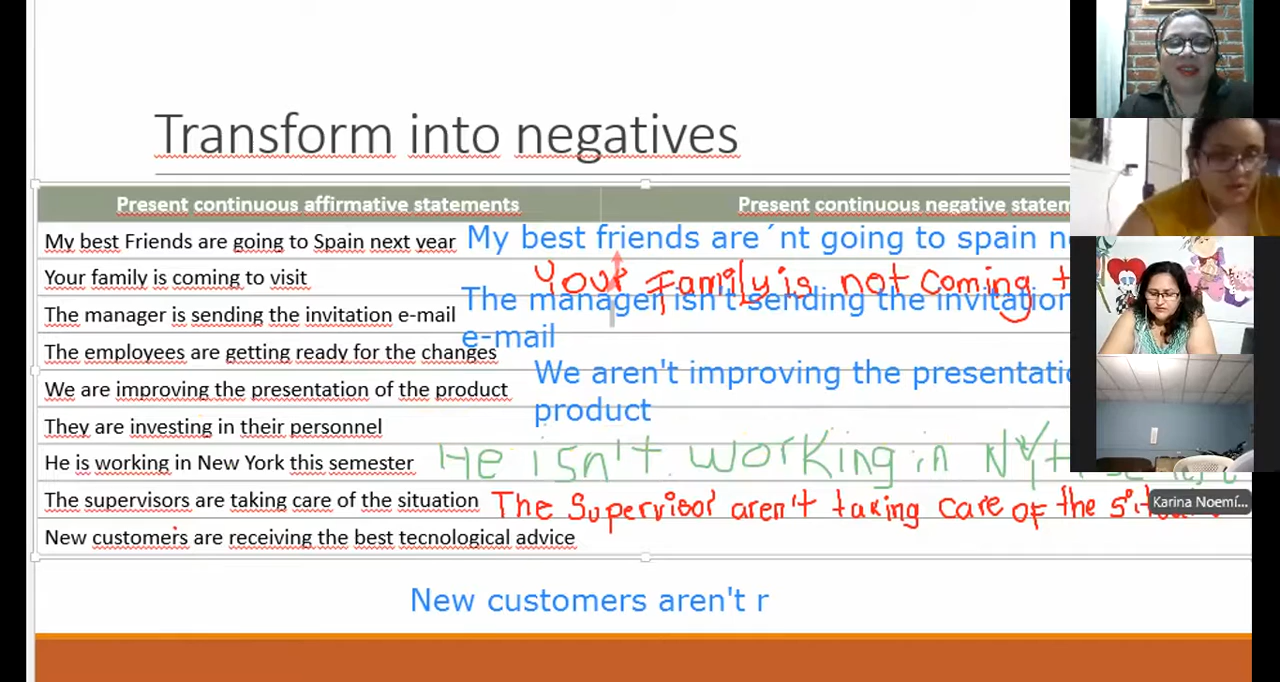 Transform into negatives
Present continuous affirmative statements
Present continuous negative statem
My best Friends are going to Spain next year
My best friends are´nt going to spain n
Your family is coming to visit
Your Family is not coming t
The manager is sending the invitation e-mail
The manager isn't sending the invitation
e-mail
The employees are getting ready for the changes
We are improving the presentation of the product
We aren't improving the presentatio
product
They are investing in their personnel
He is working in New York this semester
He isn't working in NY
The supervisors are taking care of the situation
The Supervisor aren't taking care of the
Karina Noemí...
New customers are receiving the best tecnological advice
New customers aren't r